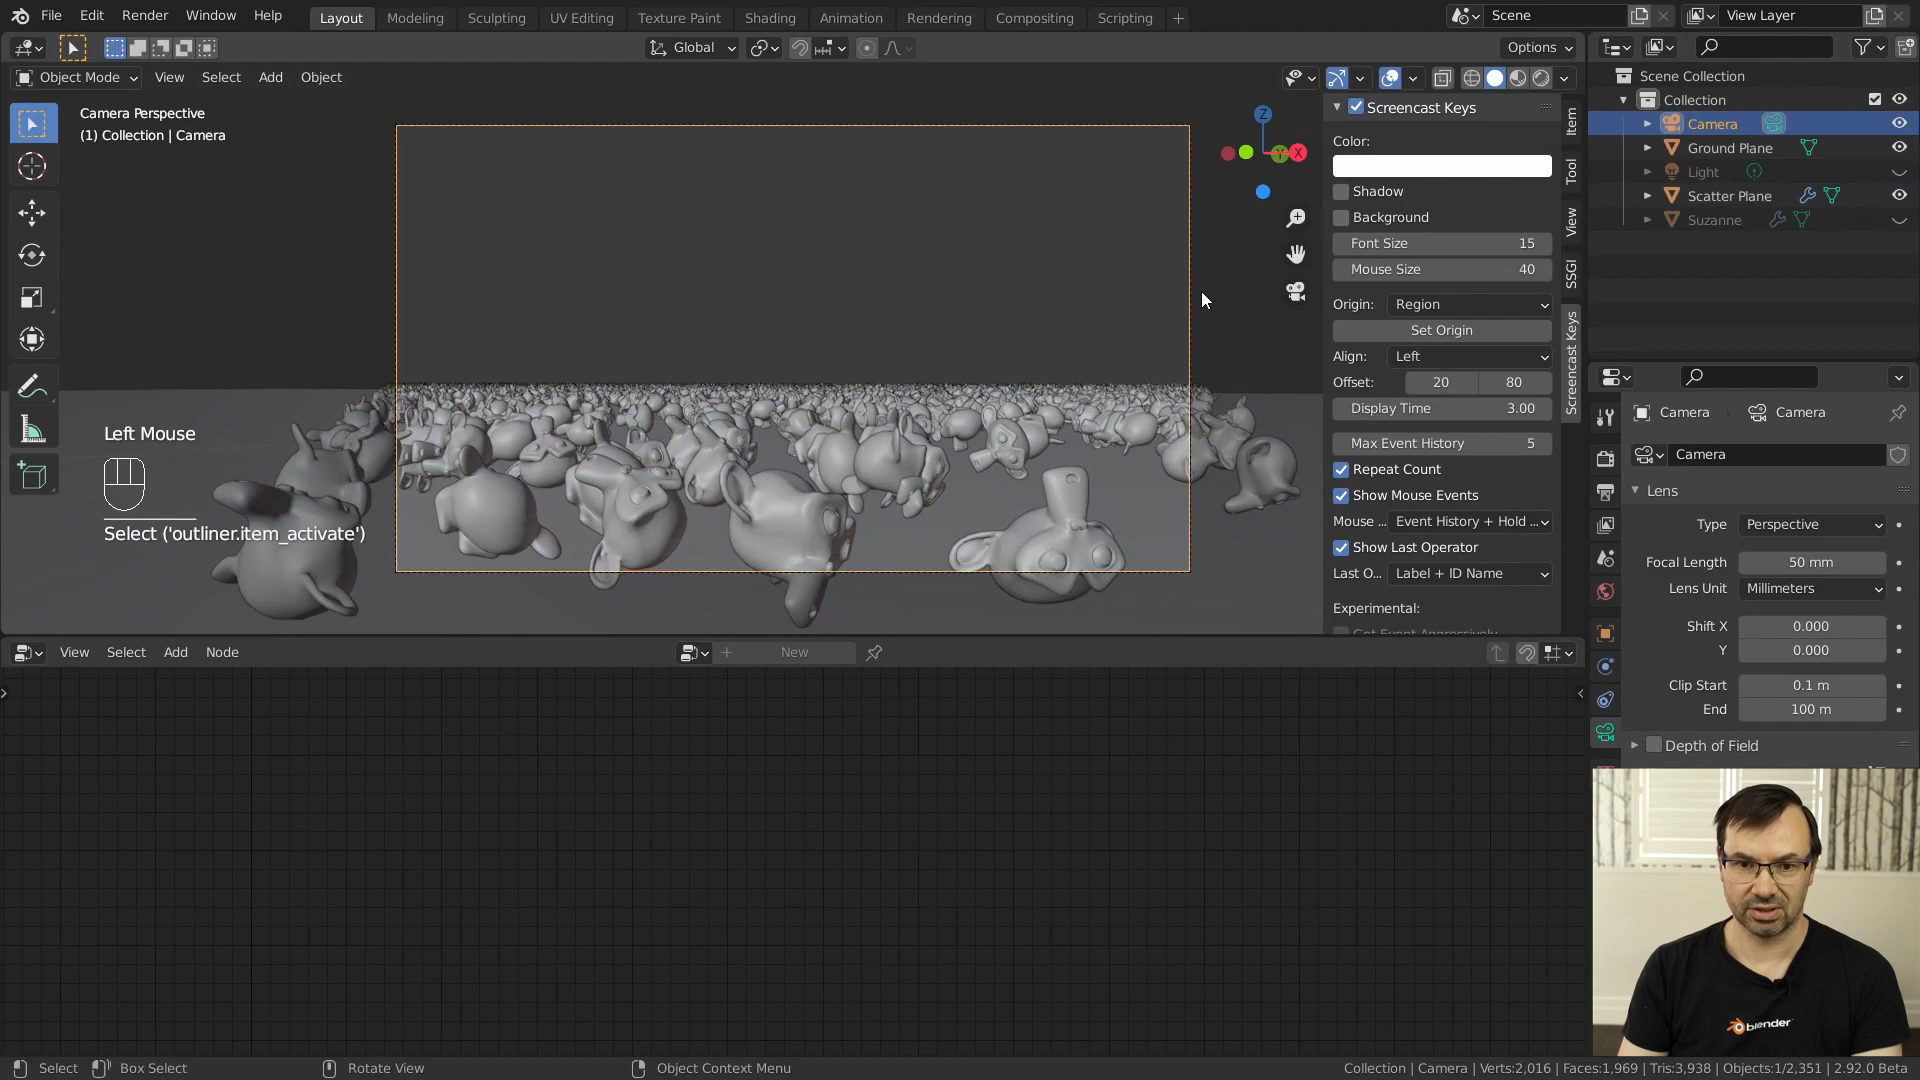 File Edit Render Window Help
Layout Modeling Sculpting UV Editing Texture Paint Shading Animation Rendering Compositing Scripting
Scene View Layer
Global
Options
Object Mode View Select Add Object
Camera Perspective
(1) Collection | Camera
Z
X
Y
Left Mouse
Select ('outliner.item_activate')
Screencast Keys
Color:
Shadow
Background
Font Size 15
Mouse Size 40
Origin: Region
Set Origin
Align: Left
Offset: 20 80
Display Time 3.00
Max Event History 5
Repeat Count
Show Mouse Events
Mouse ... Event History + Hold ...
Show Last Operator
Last O... Label + ID Name
Experimental:
Get Event Aggressively
Item
Tool
View
SSGI
Screencast Keys
Scene Collection
Collection
Camera
Ground Plane
Light
Scatter Plane
Suzanne
Camera Camera
Camera
Lens
Type Perspective
Focal Length 50 mm
Lens Unit Millimeters
Shift X 0.000
Y 0.000
Clip Start 0.1 m
End 100 m
Depth of Field
View Select Add Node
New
blender
Select Box Select Rotate View Object Context Menu
Collection | Camera | Verts:2,016 | Faces:1,969 | Tris:3,938 | Objects:1/2,351 | 2.92.0 Beta